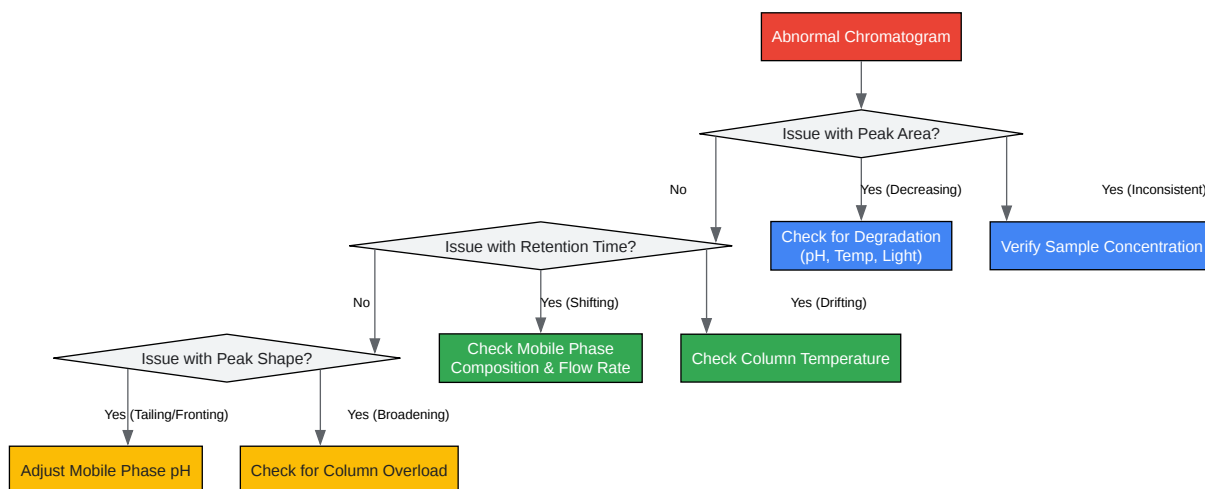 Abnormal Chromatogram
Issue with Peak Area?
No
Yes (Decreasing)
Yes (Inconsistent)
Issue with Retention Time?
Check for Degradation
(pH, Temp, Light)
Verify Sample Concentration
No
Yes (Shifting)
Yes (Drifting)
Issue with Peak Shape?
Check Mobile Phase
Composition & Flow Rate
Check Column Temperature
Yes (Tailing/Fronting)
Yes (Broadening)
Adjust Mobile Phase pH
Check for Column Overload